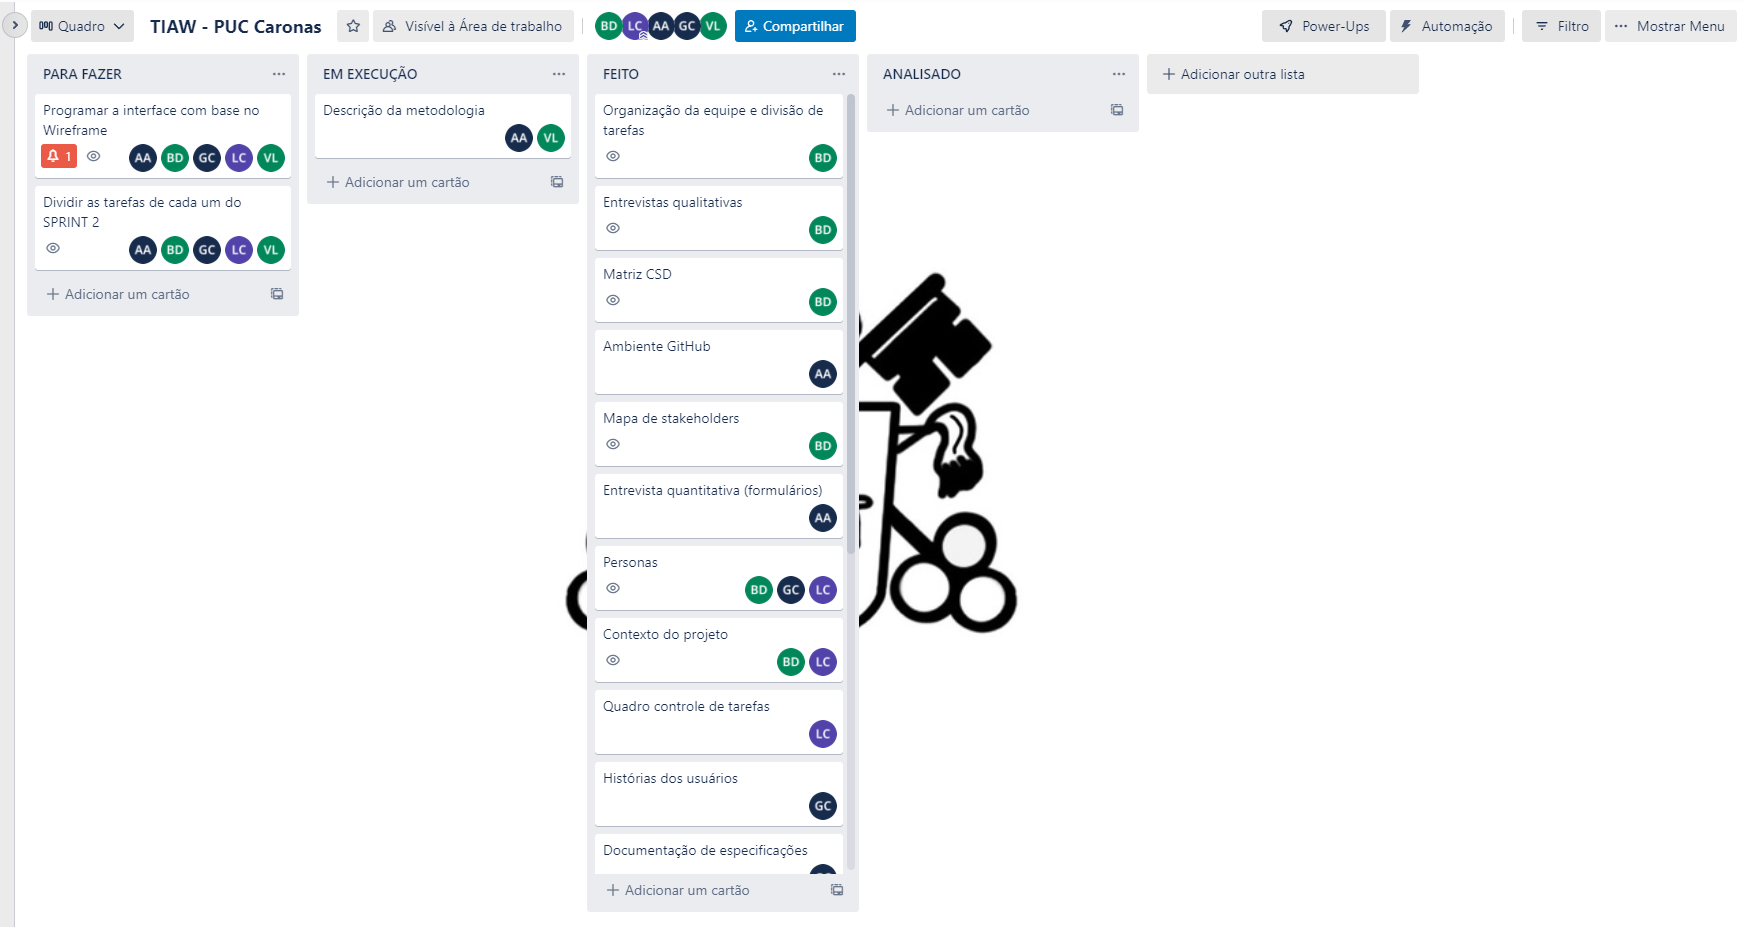 Quadro
TIAW - PUC Caronas
Visível à Área de trabalho
BD LC AA GC VL
Compartilhar
Power-Ups
Automação
Filtro
Mostrar Menu
PARA FAZER
Programar a interface com base no
Wireframe
1
AA BD GC LC VL
Dividir as tarefas de cada um do
SPRINT 2
AA BD GC LC VL
Adicionar um cartão
EM EXECUÇÃO
Descrição da metodologia
AA VL
Adicionar um cartão
FEITO
Organização da equipe e divisão de
tarefas
BD
Entrevistas qualitativas
BD
Matriz CSD
BD
Ambiente GitHub
AA
Mapa de stakeholders
BD
Entrevista quantitativa (formulários)
AA
Personas
BD GC LC
Contexto do projeto
BD LC
Quadro controle de tarefas
LC
Histórias dos usuários
GC
Documentação de especificações
Adicionar um cartão
ANALISADO
Adicionar um cartão
Adicionar outra lista